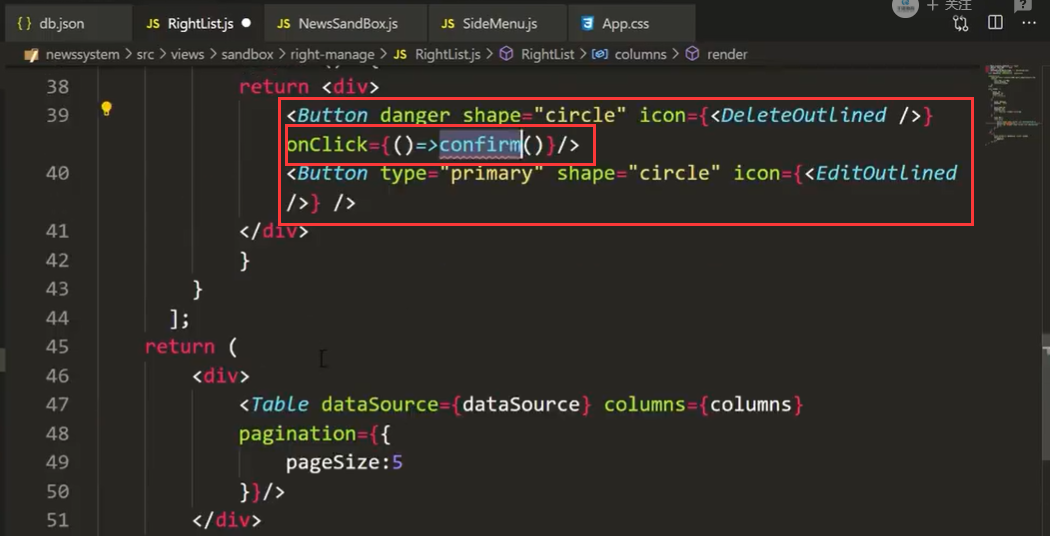 { } db.json JS RightList.js JS NewsSandBox.js JS SideMenu.js App.css + 关注
newssystem > src > views > sandbox > right-manage > JS RightList.js > RightList > columns > render
38 return <div>
39 <Button danger shape="circle" icon={<DeleteOutlined />}
onClick={()=>confirm()}/>
40 <Button type="primary" shape="circle" icon={<EditOutlined
/>} />
41 </div>
42 }
43 }
44 ];
45 return (
46 <div>
47 <Table dataSource={dataSource} columns={columns}
48 pagination={{
49 pageSize:5
50 }}/>
51 </div>